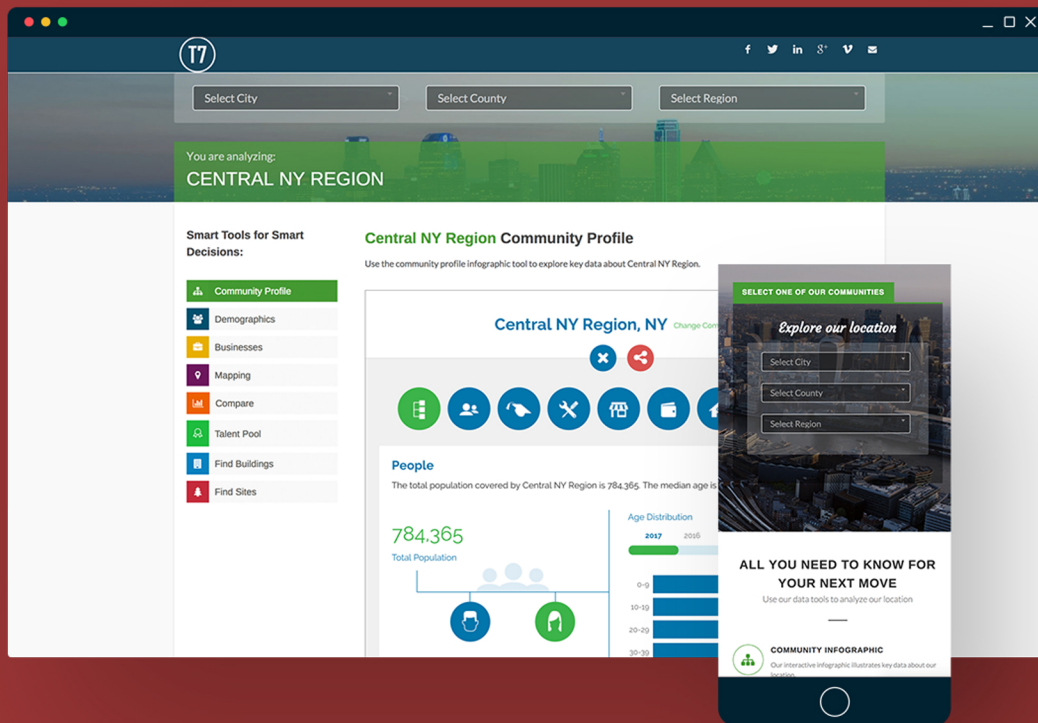 T7
f in g+
Select City
Select County
Select Region
You are analyzing:
CENTRAL NY REGION
Smart Tools for Smart
Decisions:
Community Profile
Demographics
Businesses
Mapping
Compare
Talent Pool
Find Buildings
Find Sites
Central NY Region Community Profile
Use the community profile infographic tool to explore key data about Central NY Region.
Central NY Region, NY Change
People
The total population covered by Central NY Region is 784,365. The median age is
784,365
Total Population
Age Distribution
2017 2016
0-9
10-19
20-29
30-39
SELECT ONE OF OUR COMMUNITIES
Explore our location
Select City
Select County
Select Region
ALL YOU NEED TO KNOW FOR
YOUR NEXT MOVE
Use our data tools to analyze our location
COMMUNITY INFOGRAPHIC
Our interactive infographic illustrates key data about our
location.